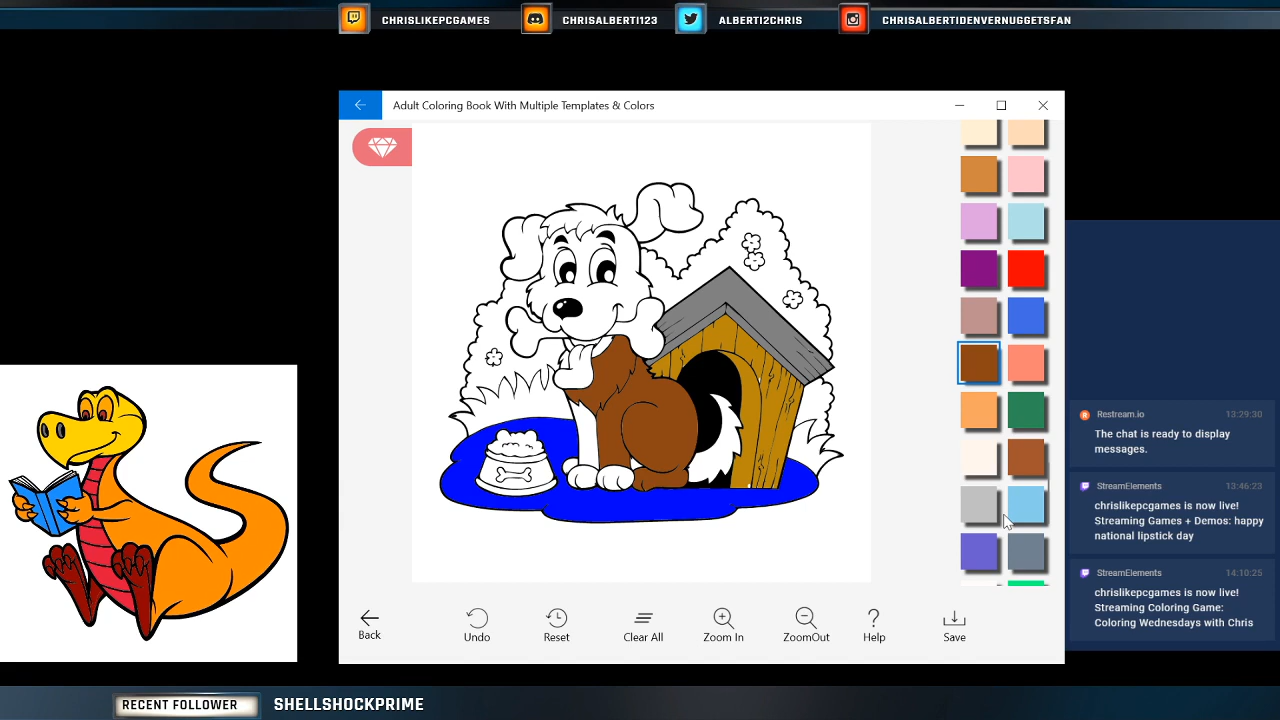 CHRISLIKEPCGAMES
CHRISALBERTI123
ALBERTI2CHRIS
CHRISALBERTIDENVERNUGGETSFAN
Adult Coloring Book With Multiple Templates & Colors
Restream.io 13:29:30
The chat is ready to display
messages.
StreamElements 13:46:23
chrislikepcgames is now live!
Streaming Games + Demos: happy
national lipstick day
StreamElements 14:10:25
chrislikepcgames is now live!
Streaming Coloring Game:
Coloring Wednesdays with Chris
Back
Undo
Reset
Clear All
Zoom In
ZoomOut
? Help
Save
RECENT FOLLOWER
SHELLSHOCKPRIME